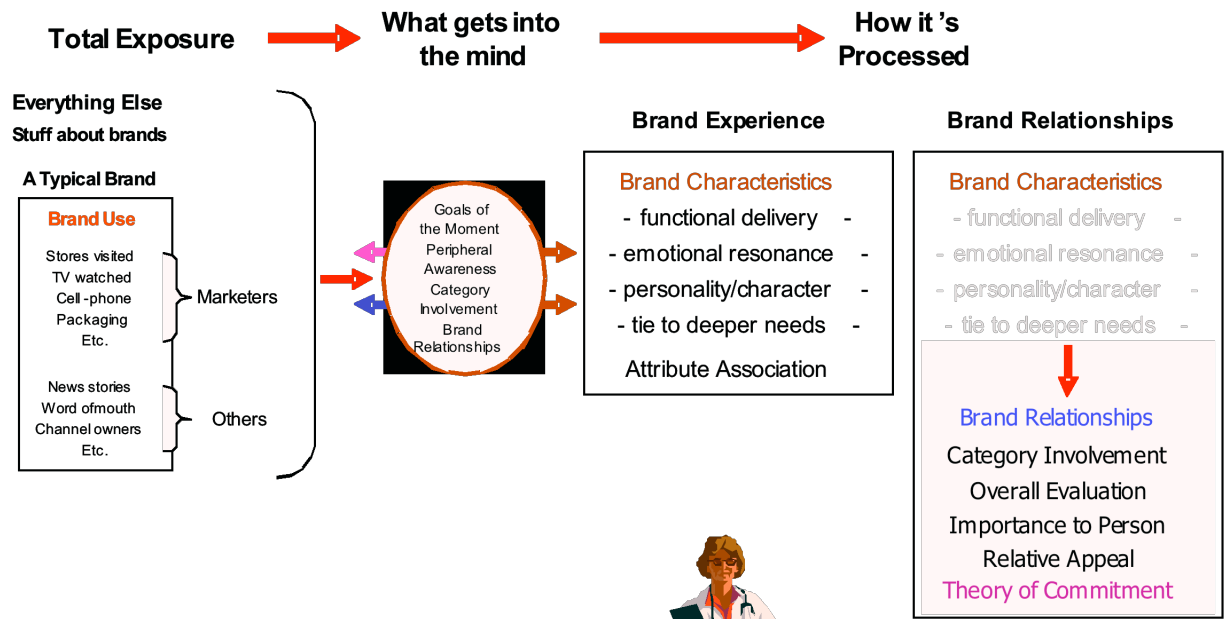 Total Exposure
What gets into
the mind
How it ’s
Processed
Everything Else
Stuff about brands
A Typical Brand
Brand Use
Stores visited
TV watched
Cell -phone
Packaging
Etc.
Marketers
News stories
Word ofmouth
Channel owners
Etc.
Others
Goals of
the Moment
Peripheral
Awareness
Category
Involvement
Brand
Relationships
Brand Experience
Brand Characteristics
- functional delivery -
- emotional resonance -
- personality/character -
- tie to deeper needs -
Attribute Association
Brand Relationships
Brand Characteristics
- functional delivery -
- emotional resonance -
- personality/character -
- tie to deeper needs -
Brand Relationships
Category Involvement
Overall Evaluation
Importance to Person
Relative Appeal
Theory of Commitment